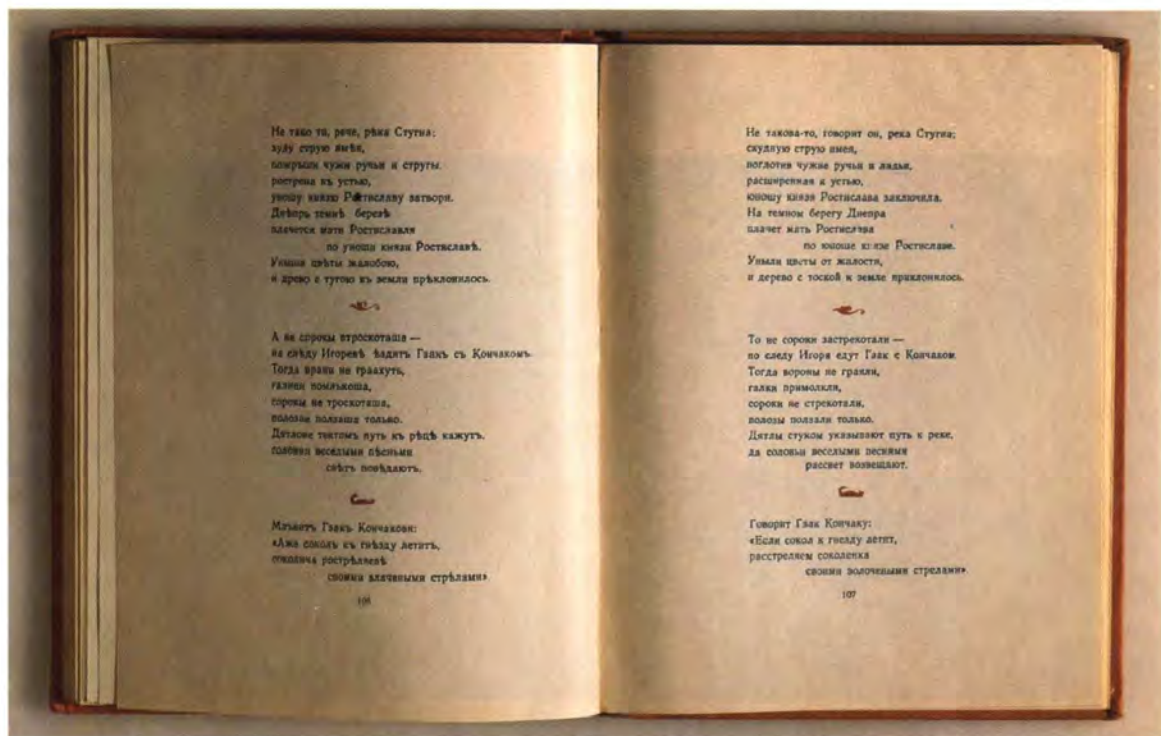 Не тако ти, рече, рѣка Стугна:
худу струю имѣя,
пожръши чужи ручьи и стругы
рострена къ устью,
уношу князю Ростиславу затвори.
Днѣпрь темнѣ березѣ
плачется мати Ростиславля
по уноши князи Ростиславѣ.
Уныша цвѣты жалобою,
и древо с тугою къ земли прѣклонилось.
А не сорокы втроскоташа —
на слѣду Игоревѣ ѣздитъ Гзакъ съ Кончакомъ.
Тогда врани не граахуть,
галици помлъкоша,
сорокы не троскоташа,
полозие ползаша только.
Дятлове тектомъ путь къ рѣцѣ кажутъ,
соловии веселыми пѣсньми
свѣтъ повѣдаютъ.
Млъвитъ Гзакъ Кончакови:
«Аже соколъ къ гнѣзду летитъ,
соколича рострѣляевѣ
своими злачеными стрѣлами»
106
Не такова-то, говорит он, река Стугна;
скудную струю имея,
поглотив чужие ручьи и ладьи,
расширенная к устью,
юношу князя Ростислава заключила.
На темном берегу Днепра
плачет мать Ростислава
по юноше князе Ростиславе.
Уныли цветы от жалости,
и дерево с тоской к земле приклонилось.
То не сороки застрекотали —
по следу Игоря едут Гзак с Кончаком
Тогда вороны не граяли,
галки примолкли,
сороки не стрекотали,
полозы ползали только.
Дятлы стуком указывают путь к реке,
да соловьи веселыми песнями
рассвет возвещают.
Говорит Гзак Кончаку:
«Если сокол к гнезду летит,
расстреляем соколенка
своими золочеными стрелами»
107